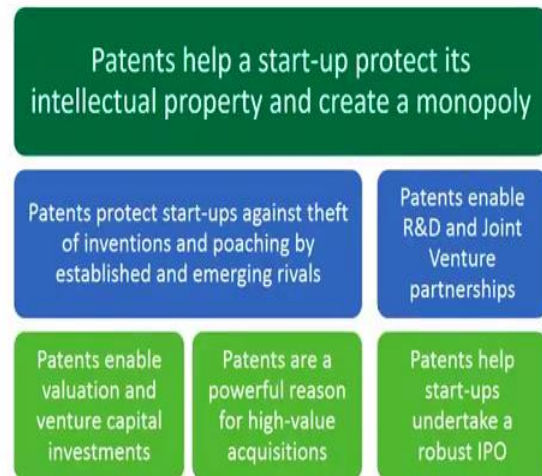 Patents help a start-up protect its
intellectual property and create a monopoly
Patents protect start-ups against theft
of inventions and poaching by
established and emerging rivals
Patents enable
R&D and Joint
Venture
partnerships
Patents enable
valuation and
venture capital
investments
Patents are a
powerful reason
for high-value
acquisitions
Patents help
start-ups
undertake a
robust IPO